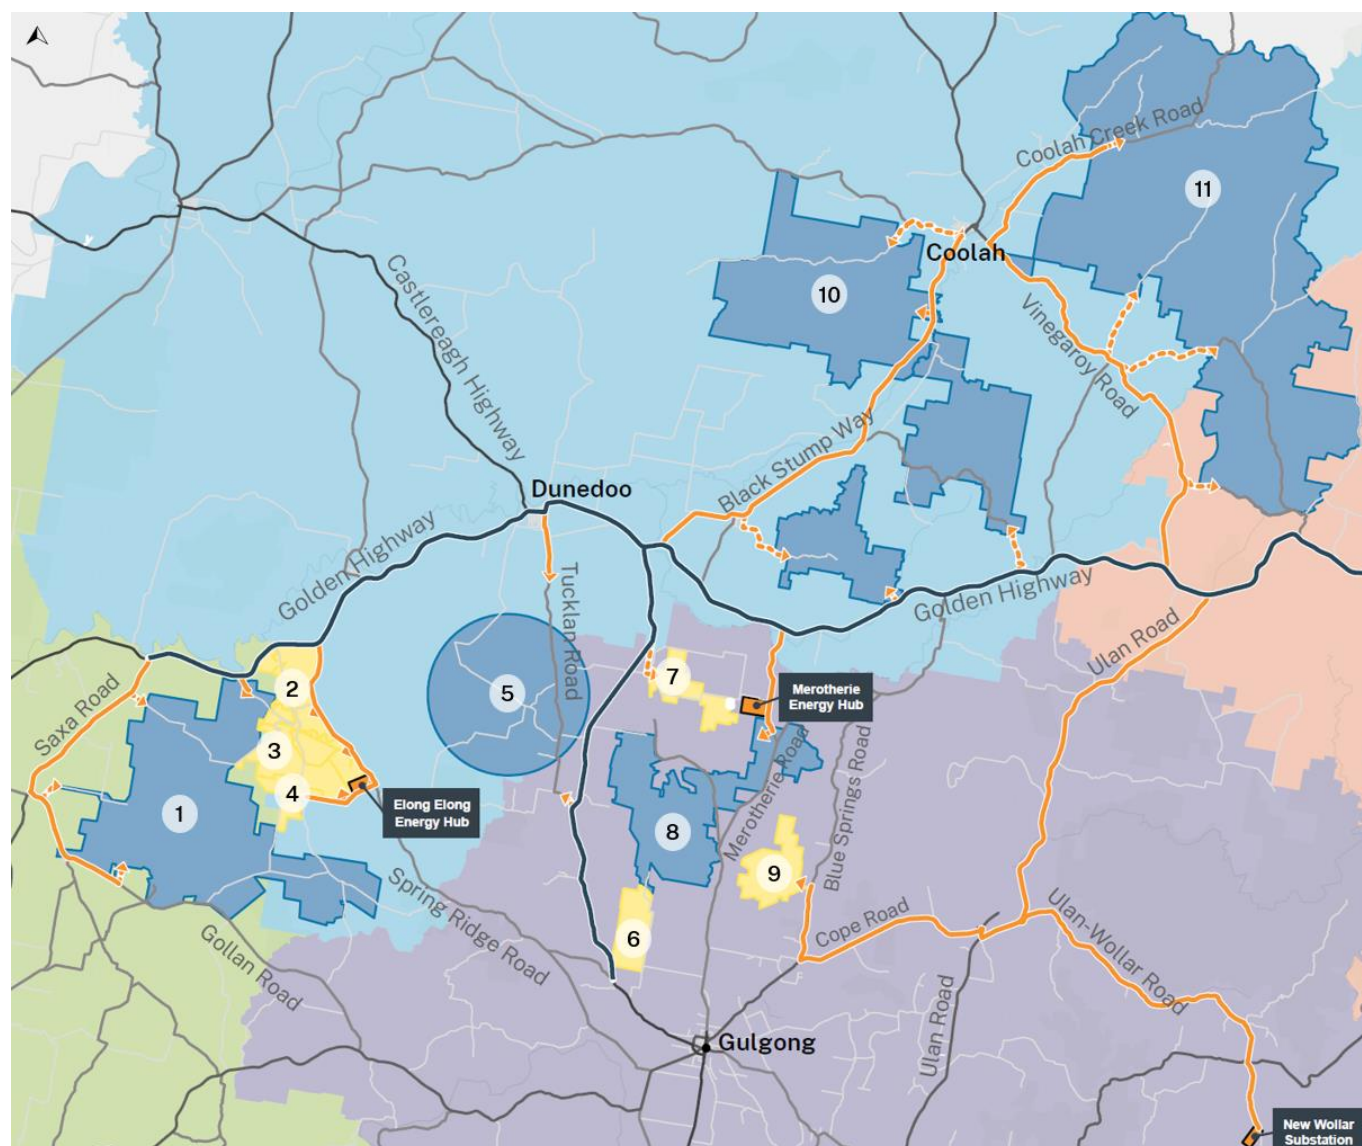 Coolah Creek Road
11
Coolah
10
Castlereagh Highway
Vinegaroy Road
Black Stump Way
Dunedoo
Golden Highway
Golden Highway
Tucklan Road
Ulan Road
Saxa Road
2
5
7
Merotherie
Energy Hub
3
4
Elong Elong
Energy Hub
1
8
Merotherie Road
Blue Springs Road
9
6
Cope Road
Spring Ridge Road
Gollan Road
Ulan-Wollar Road
Ulan Road
Gulgong
New Wollar
Substation